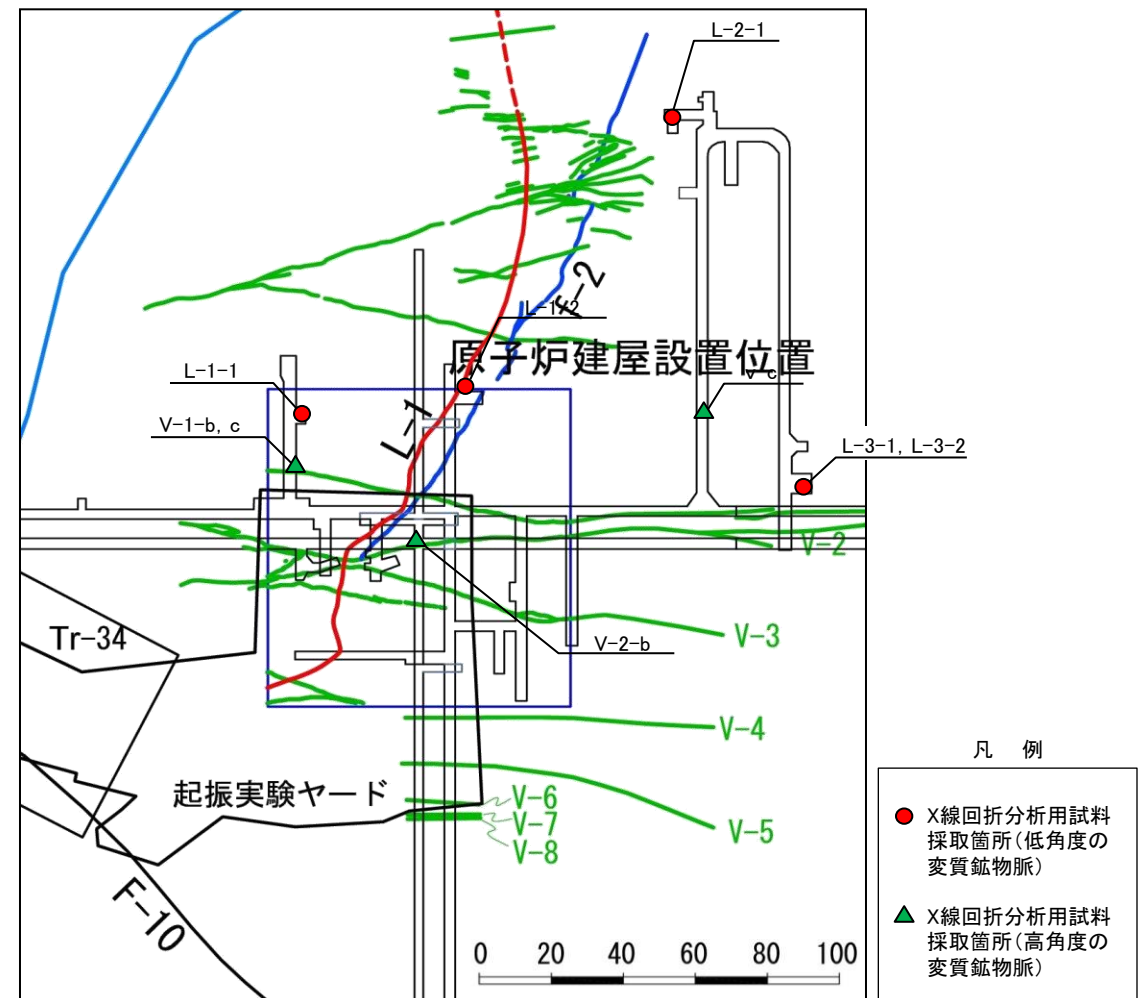 L-2-1
f-2
L-1-2
原子炉建屋設置位置
L-1-1
L-1
V-1-b, c
L-3-1, L-3-2
V-2
Tr-34
V-3
V-2-b
V-4
起振実験ヤード
V-6
V-7
V-5
V-8
F-10
0 20 40 60 80 100
凡 例
X線回折分析用試料
採取箇所(低角度の
変質鉱物脈)
X線回折分析用試料
採取箇所(高角度の
変質鉱物脈)